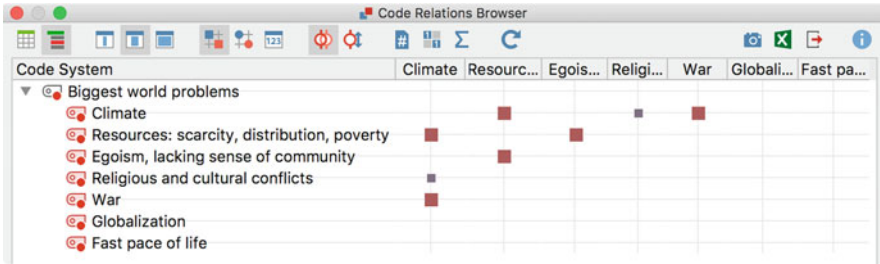 Code Relations Browser
123
#
Σ
Code System Climate Resourc... Egois... Religi... War Globali... Fast pa...
Biggest world problems
Climate
Resources: scarcity, distribution, poverty
Egoism, lacking sense of community
Religious and cultural conflicts
War
Globalization
Fast pace of life